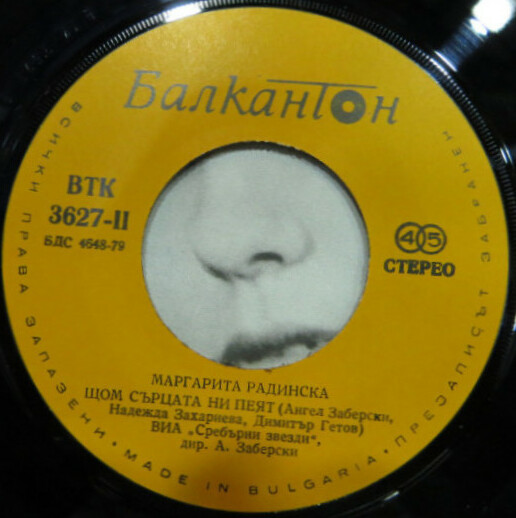 БалканТон
ВТК
3627-II
БДС 4648-79
45
СТЕРЕО
МАРГАРИТА РАДИНСКА
ЩОМ СЪРЦАТА НИ ПЕЯТ (Ангел Заберски,
Надежда Захариева, Димитър Гетов)
ВИА „Сребърни звезди“,
дир. А. Заберски
ВСИЧКИ ПРАВА ЗАПАЗЕНИ • MADE IN BULGARIA • ПРЕЗАПИСЪТ ЗАБРАНЕН